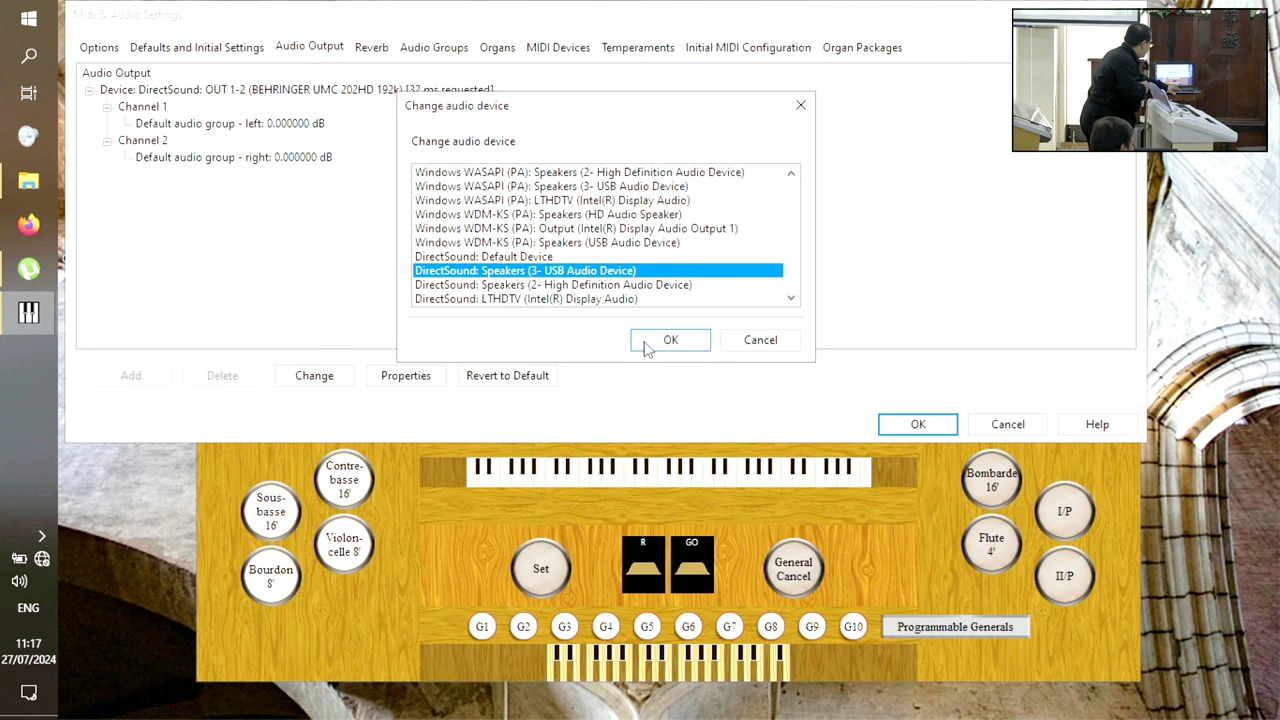 Midi & Audio Settings
Options Defaults and Initial Settings Audio Output Reverb Audio Groups Organs MIDI Devices Temperaments Initial MIDI Configuration Organ Packages
Audio Output
Device: DirectSound: OUT 1-2 (BEHRINGER UMC 202HD 192k) [32 ms requested]
Channel 1
Default audio group - left: 0.000000 dB
Channel 2
Default audio group - right: 0.000000 dB
Change audio device
Change audio device
Windows WASAPI (PA): Speakers (2- High Definition Audio Device)
Windows WASAPI (PA): Speakers (3- USB Audio Device)
Windows WASAPI (PA): LTHDTV (Intel(R) Display Audio)
Windows WDM-KS (PA): Speakers (HD Audio Speaker)
Windows WDM-KS (PA): Output (Intel(R) Display Audio Output 1)
Windows WDM-KS (PA): Speakers (USB Audio Device)
DirectSound: Default Device
DirectSound: Speakers (3- USB Audio Device)
DirectSound: Speakers (2- High Definition Audio Device)
DirectSound: LTHDTV (Intel(R) Display Audio)
OK Cancel
Add Delete Change Properties Revert to Default
OK Cancel Help
Contre-
basse
16'
Sous-
basse
16'
Violon-
celle 8'
Bourdon
8'
Set
R
GO
General
Cancel
Bombarde
16'
I/P
Flute
4'
II/P
G1 G2 G3 G4 G5 G6 G7 G8 G9 G10 Programmable Generals
ENG
11:17
27/07/2024